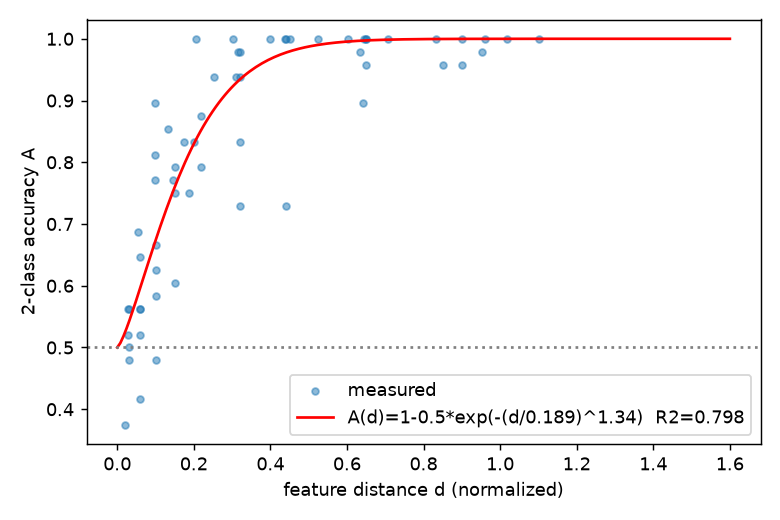 1.0
0.9
0.8
0.7
0.6
0.5
0.4
2-class accuracy A
measured
A(d)=1-0.5*exp(-(d/0.189)^1.34)  R2=0.798
0.0 0.2 0.4 0.6 0.8 1.0 1.2 1.4 1.6
feature distance d (normalized)